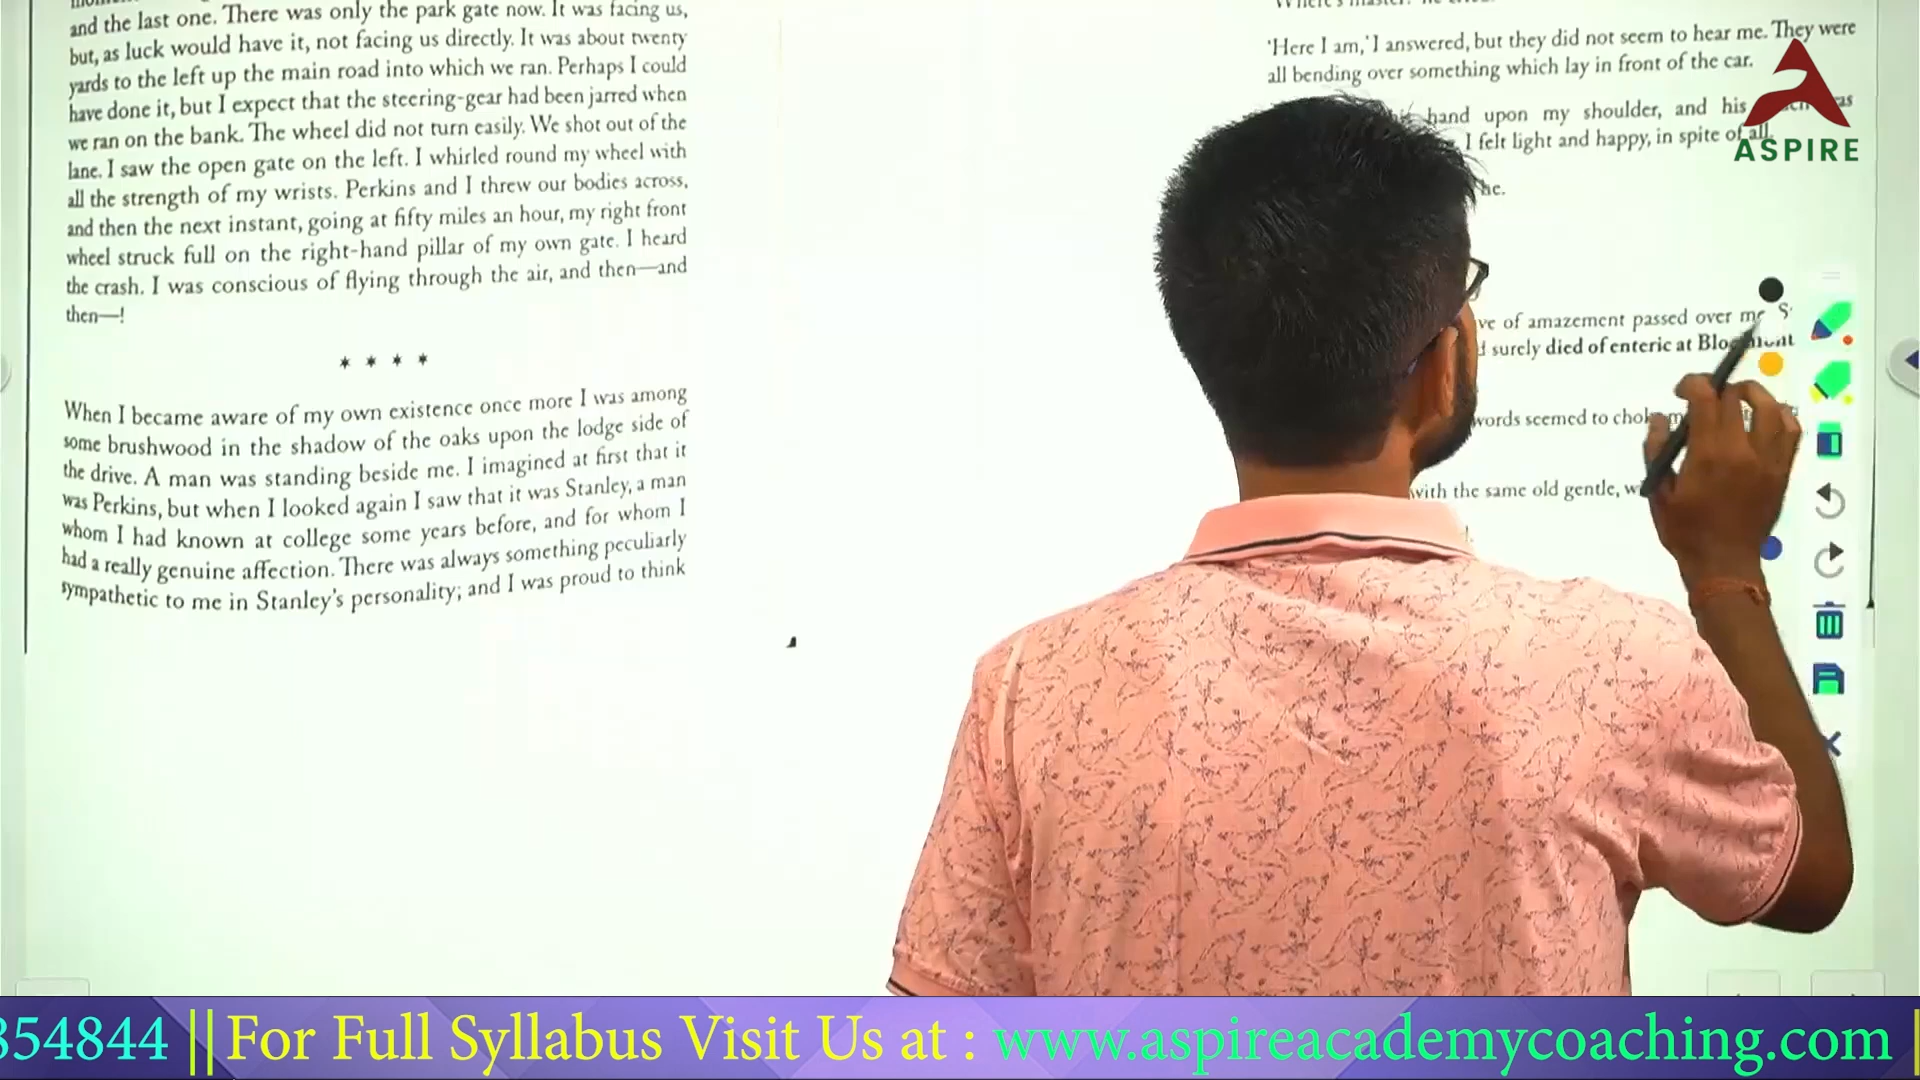 and the last one. There was only the park gate now. It was facing us,
but, as luck would have it, not facing us directly. It was about twenty
yards to the left up the main road into which we ran. Perhaps I could
have done it, but I expect that the steering-gear had been jarred when
we ran on the bank. The wheel did not turn easily. We shot out of the
lane. I saw the open gate on the left. I whirled round my wheel with
all the strength of my wrists. Perkins and I threw our bodies across,
and then the next instant, going at fifty miles an hour, my right front
wheel struck full on the right-hand pillar of my own gate. I heard
the crash. I was conscious of flying through the air, and then—and
then—!
* * * *
When I became aware of my own existence once more I was among
some brushwood in the shadow of the oaks upon the lodge side of
the drive. A man was standing beside me. I imagined at first that it
was Perkins, but when I looked again I saw that it was Stanley, a man
whom I had known at college some years before, and for whom I
had a really genuine affection. There was always something peculiarly
sympathetic to me in Stanley's personality; and I was proud to think
'Here I am,' I answered, but they did not seem to hear me. They were
all bending over something which lay in front of the car.
hand upon my shoulder, and his
I felt light and happy, in spite of all.
he.
of amazement passed over me.
surely died of enteric at
words seemed to
with the same old gentle,
ASPIRE
854844 || For Full Syllabus Visit Us at : www.aspireacademycoaching.com |